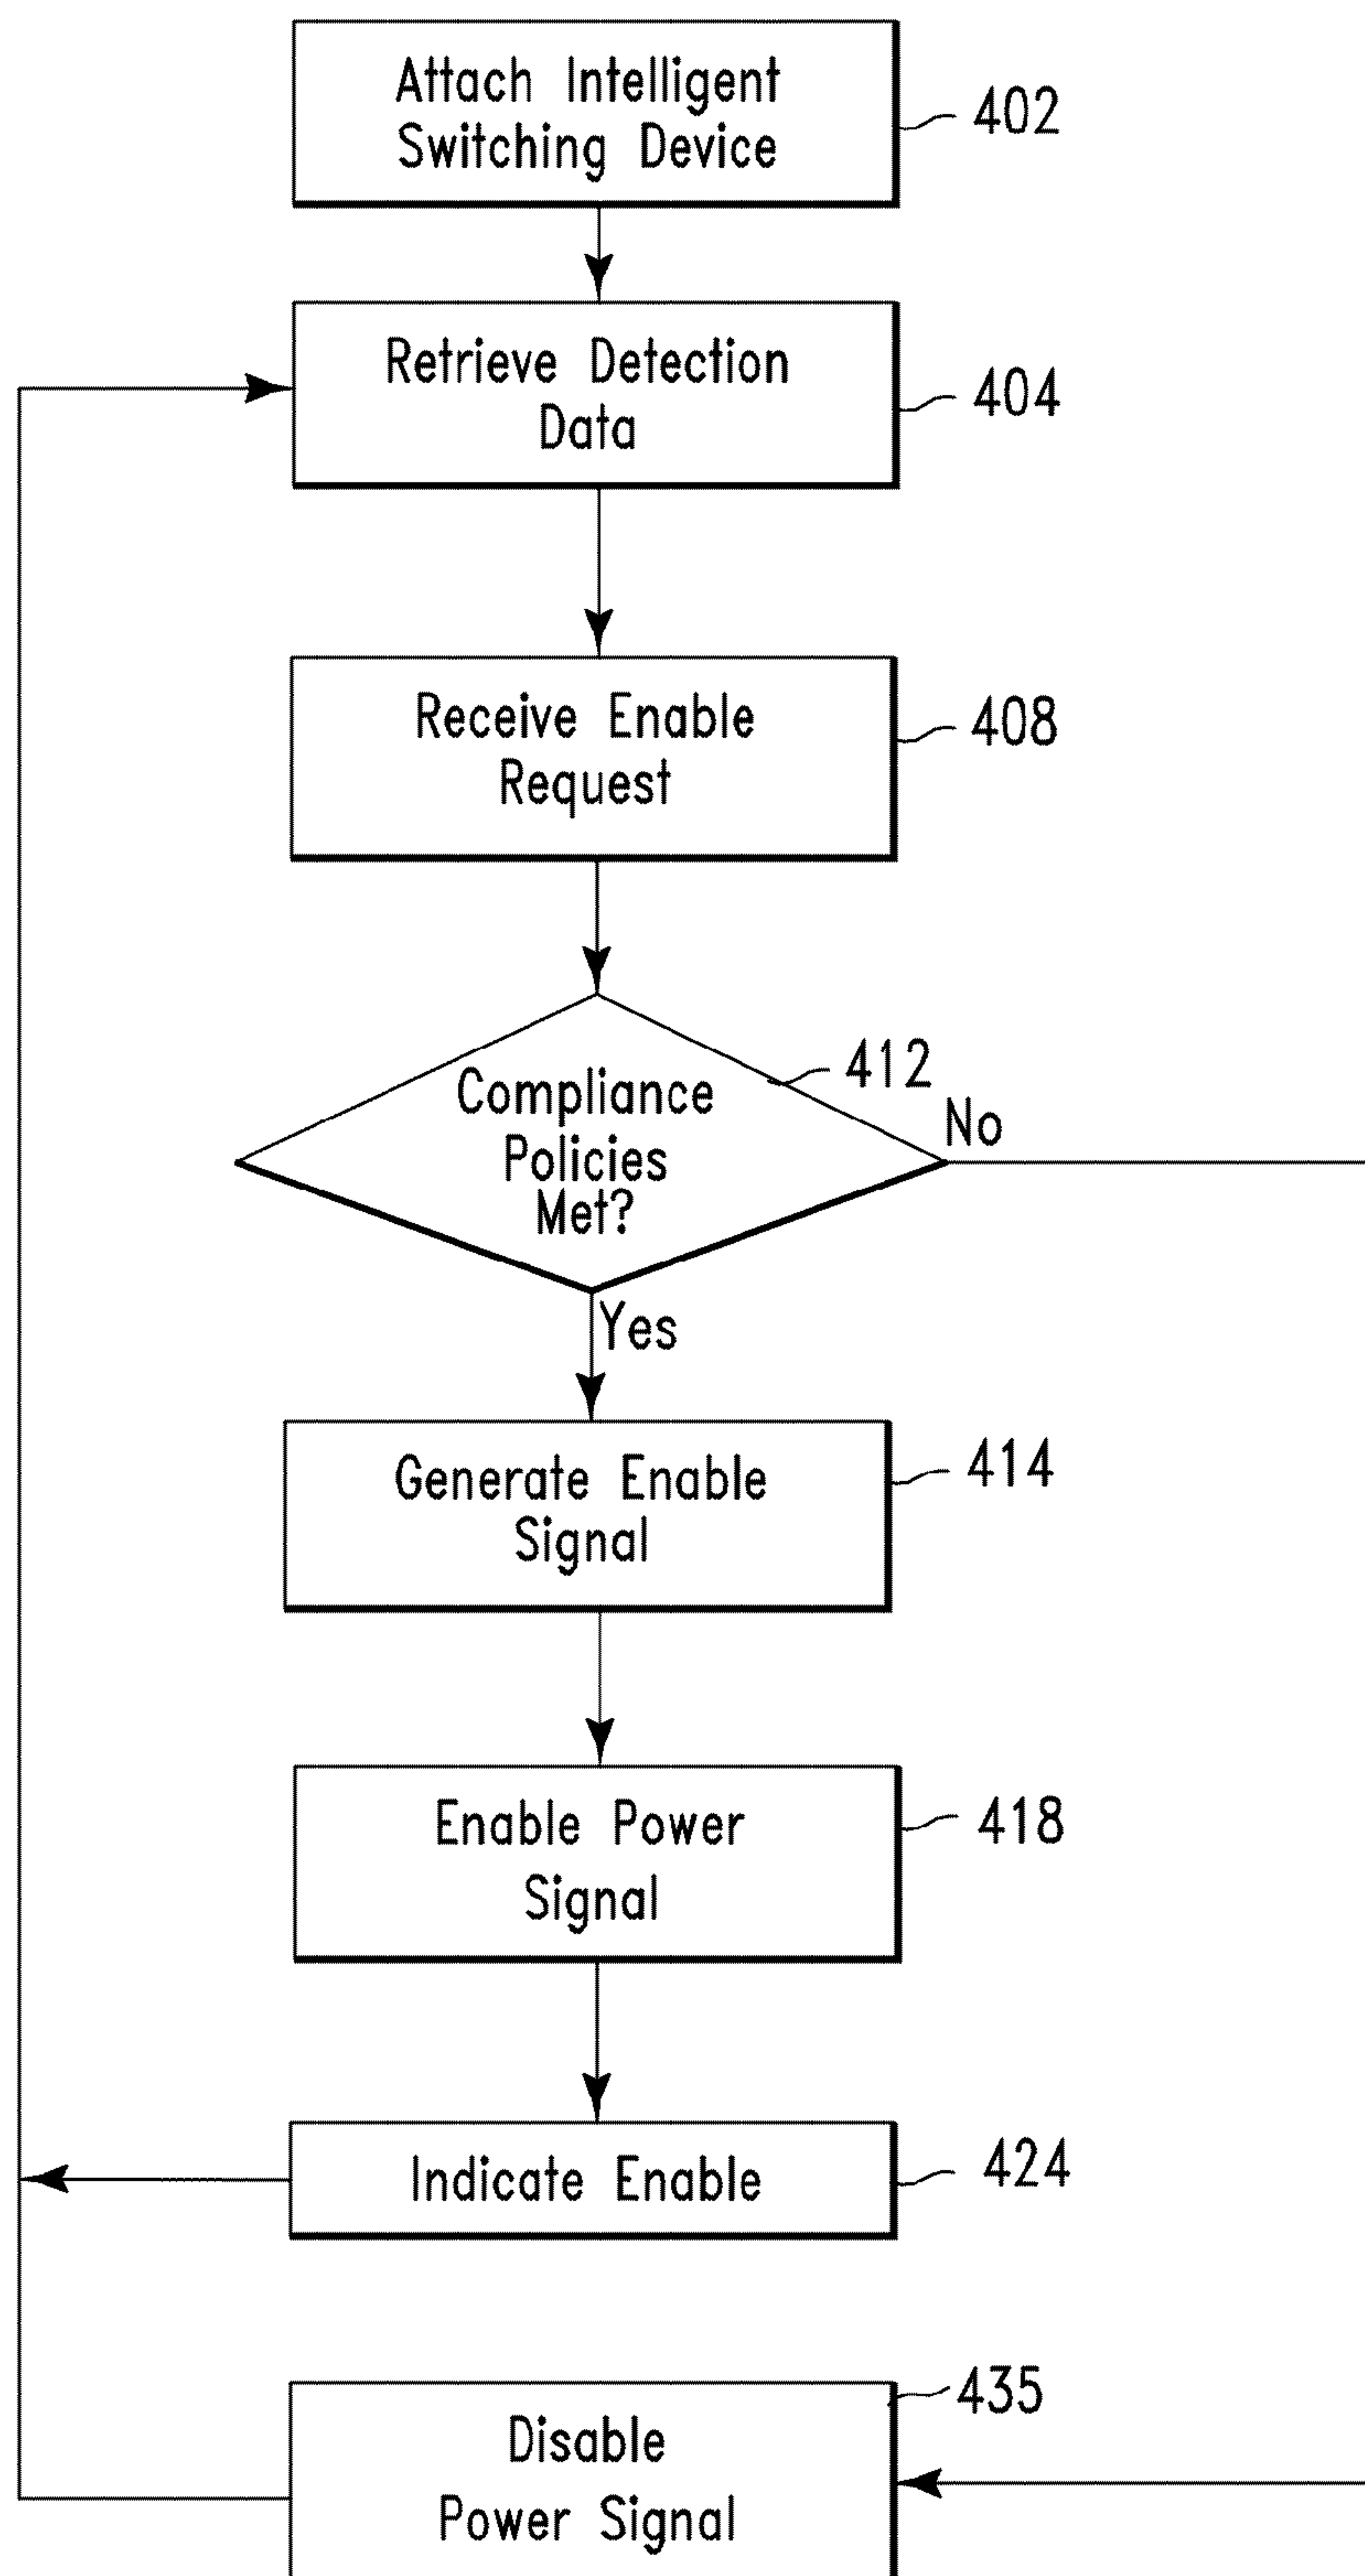 Attach Intelligent
Switching Device
402
Retrieve Detection
Data
404
Receive Enable
Request
408
Compliance
Policies
Met?
412
No
Yes
Generate Enable
Signal
414
Enable Power
Signal
418
Indicate Enable
424
Disable
Power Signal
435